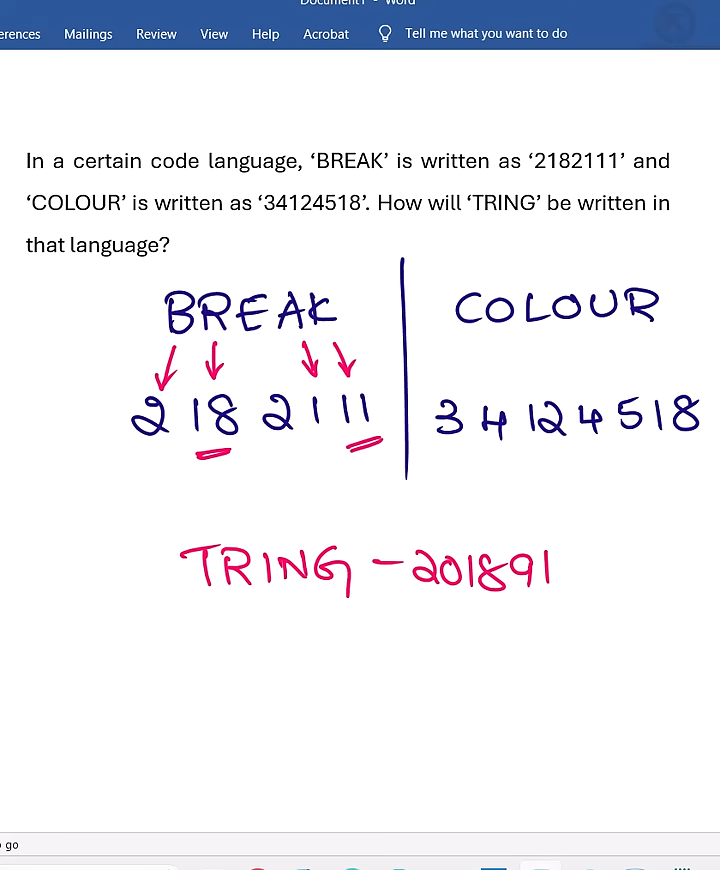 erences Mailings Review View Help Acrobat Tell me what you want to do
In a certain code language, ‘BREAK’ is written as ‘2182111’ and
‘COLOUR’ is written as ‘34124518’. How will ‘TRING’ be written in
that language?
BREAK COLOUR
2 18 2 1 11 3 4 12 4 5 18
TRING - 201891
go